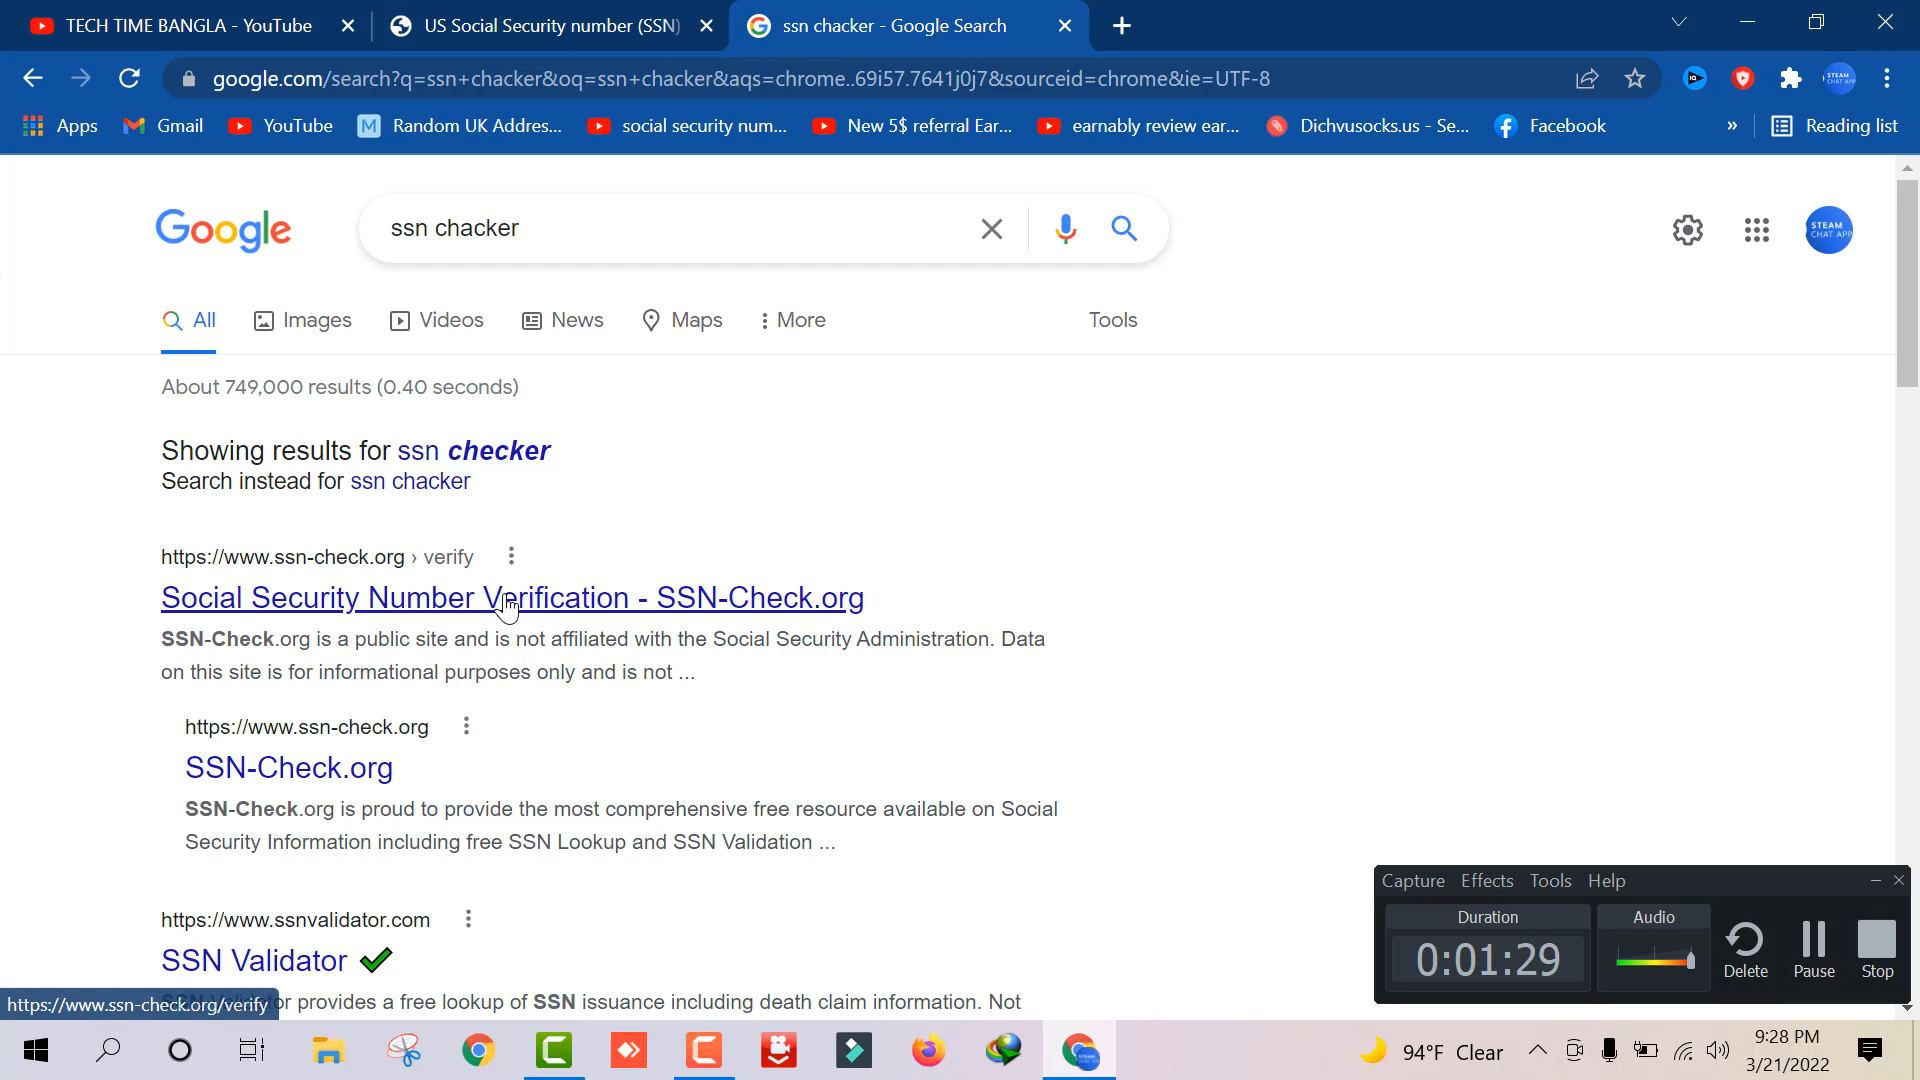 TECH TIME BANGLA - YouTube
US Social Security number (SSN)
ssn chacker - Google Search
google.com/search?q=ssn+chacker&oq=ssn+chacker&aqs=chrome..69i57.7641j0j7&sourceid=chrome&ie=UTF-8
Apps
Gmail
YouTube
Random UK Addres...
social security num...
New 5$ referral Ear...
earnably review ear...
Dichvusocks.us - Se...
Facebook
»
Reading list
Google
ssn chacker
STEAM
CHAT APP
All
Images
Videos
News
Maps
More
Tools
About 749,000 results (0.40 seconds)
Showing results for ssn checker
Search instead for ssn chacker
https://www.ssn-check.org › verify
Social Security Number Verification - SSN-Check.org
SSN-Check.org is a public site and is not affiliated with the Social Security Administration. Data
on this site is for informational purposes only and is not ...
https://www.ssn-check.org
SSN-Check.org
SSN-Check.org is proud to provide the most comprehensive free resource available on Social
Security Information including free SSN Lookup and SSN Validation ...
https://www.ssnvalidator.com
SSN Validator
provides a free lookup of SSN issuance including death claim information. Not
https://www.ssn-check.org/verify
Capture Effects Tools Help
Duration
Audio
0:01:29
Delete
Pause
Stop
94°F Clear
9:28 PM
3/21/2022